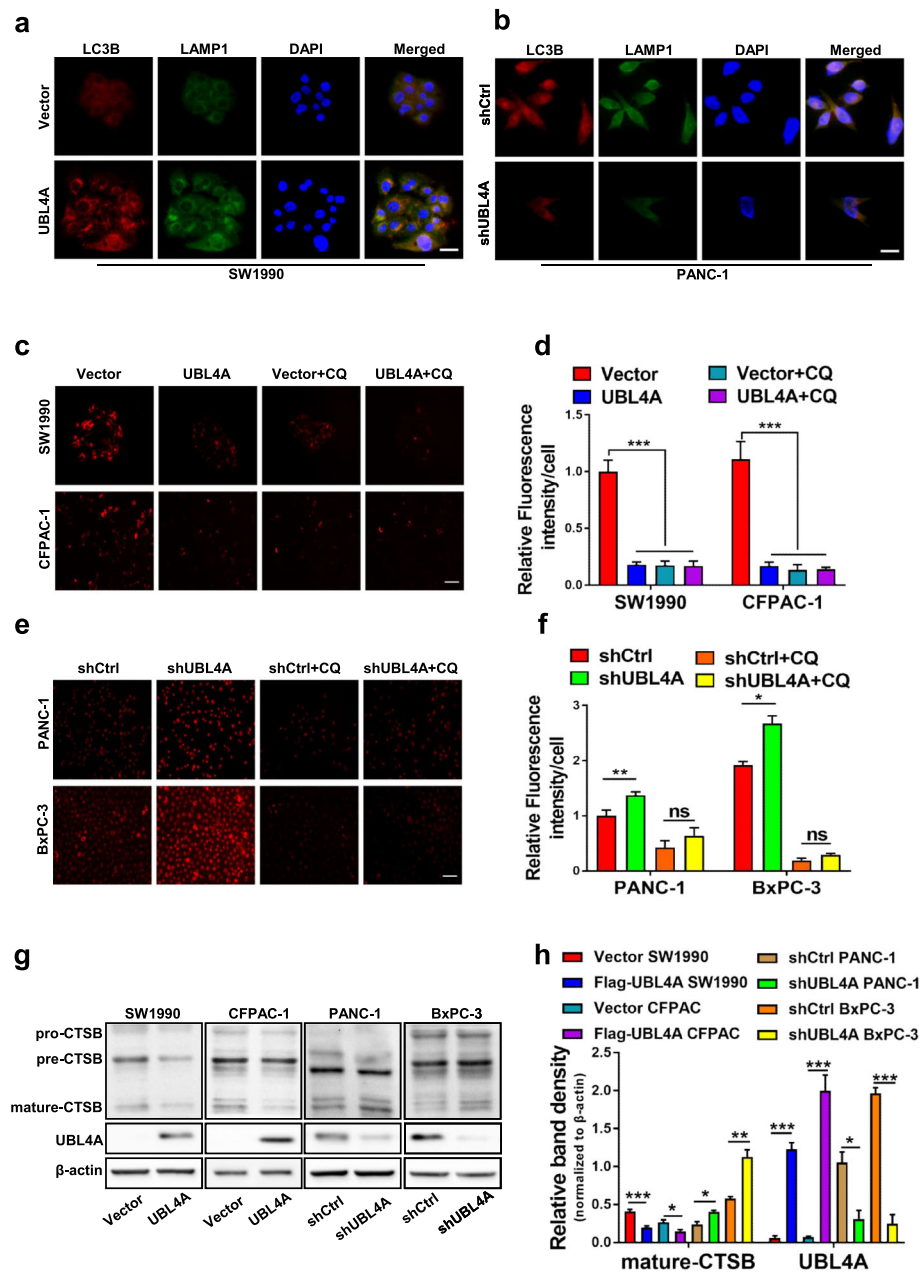 a
LC3B LAMP1 DAPI Merged
Vector
UBL4A
SW1990
b
LC3B LAMP1 DAPI Merged
shCtrl
shUBL4A
PANC-1
c
Vector UBL4A Vector+CQ UBL4A+CQ
SW1990
CFPAC-1
d
Vector Vector+CQ
UBL4A UBL4A+CQ
Relative Fluorescence
intensity/cell
1.5
1.0
0.5
0.0
*** ***
SW1990 CFPAC-1
e
shCtrl shUBL4A shCtrl+CQ shUBL4A+CQ
PANC-1
BxPC-3
f
shCtrl shCtrl+CQ
shUBL4A shUBL4A+CQ
Relative Fluorescence
intensity/cell
3
2
1
0
** ns * ns
PANC-1 BxPC-3
g
SW1990 CFPAC-1 PANC-1 BxPC-3
pro-CTSB
pre-CTSB
mature-CTSB
UBL4A
β-actin
Vector UBL4A Vector UBL4A shCtrl shUBL4A shCtrl shUBL4A
h
Vector SW1990 shCtrl PANC-1
Flag-UBL4A SW1990 shUBL4A PANC-1
Vector CFPAC shCtrl BxPC-3
Flag-UBL4A CFPAC shUBL4A BxPC-3
Relative band density
(normalized to β-actin)
2.5
2.0
1.5
1.0
0.5
0.0
*** * * ** *** *** * ***
mature-CTSB UBL4A